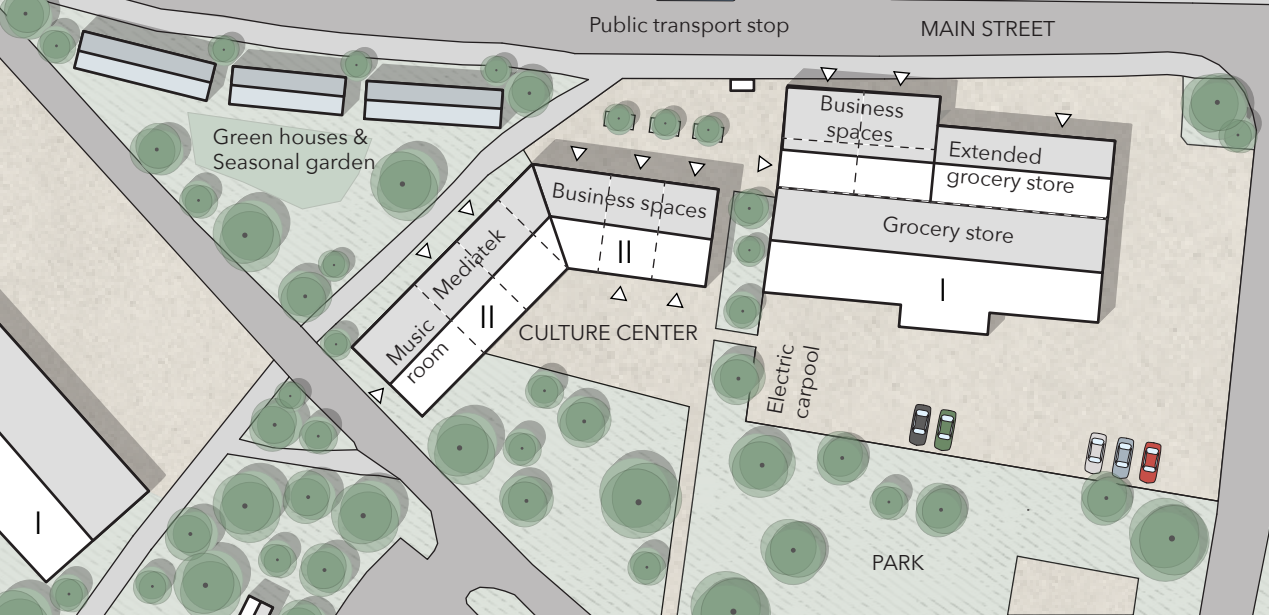 Public transport stop
MAIN STREET
Green houses &
Seasonal garden
Business
spaces
Extended
grocery store
Business spaces
Grocery store
Mediatek
II
I
II
Music
room
CULTURE CENTER
Electric
carpool
I
PARK